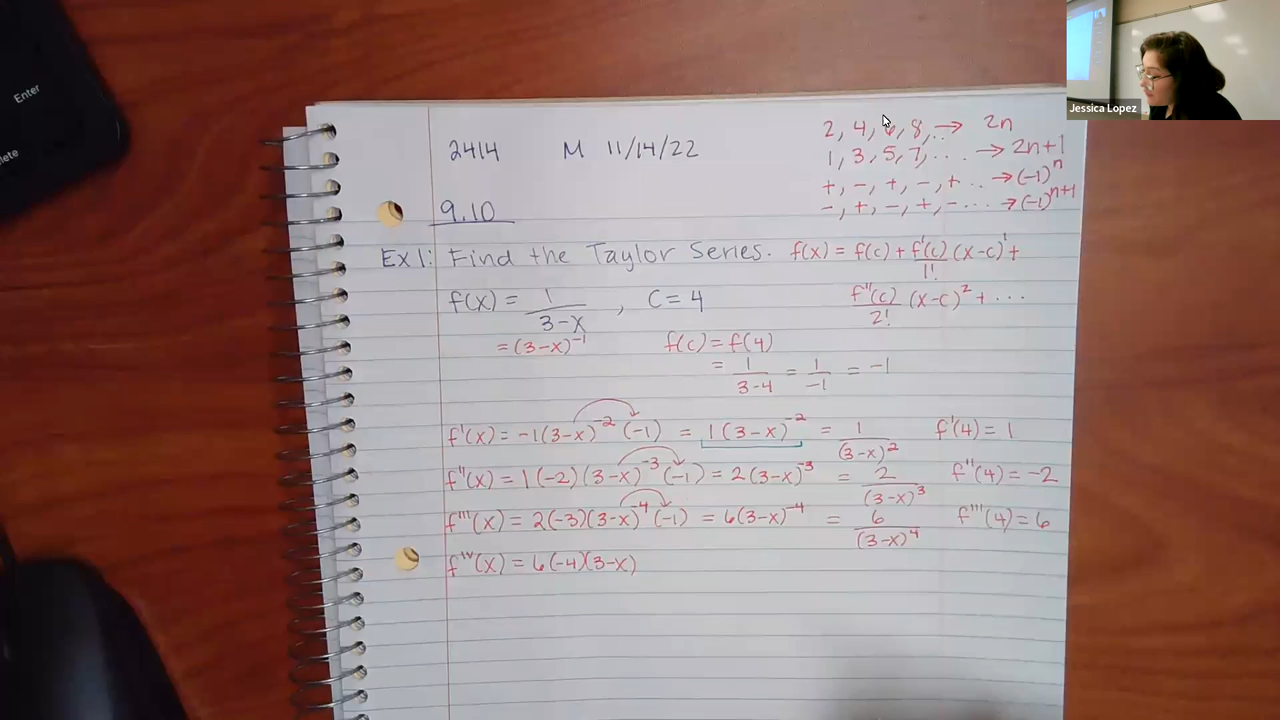 Enter
lete
Jessica Lopez
2, 4, 6, 8, ... → 2n
1, 3, 5, 7, ... → 2n+1
+, -, +, -, + ... → (-1)^n
-, +, -, +, - ... → (-1)^{n+1}
2414 M 11/14/22
9.10
Ex 1: Find the Taylor Series. f(x) = f(c) + f'(c)/1! (x-c)^1 +
f''(c)/2! (x-c)^2 + ...
f(x) = 1/(3-x) , C = 4
= (3-x)^{-1} f(c) = f(4)
= 1/(3-4) = 1/-1 = -1
f'(x) = -1(3-x)^{-2}(-1) = 1(3-x)^{-2} = 1/(3-x)^2 f'(4) = 1
f''(x) = 1(-2)(3-x)^{-3}(-1) = 2(3-x)^{-3} = 2/(3-x)^3 f''(4) = -2
f'''(x) = 2(-3)(3-x)^{-4}(-1) = 6(3-x)^{-4} = 6/(3-x)^4 f'''(4) = 6
f^{IV}(x) = 6(-4)(3-x)